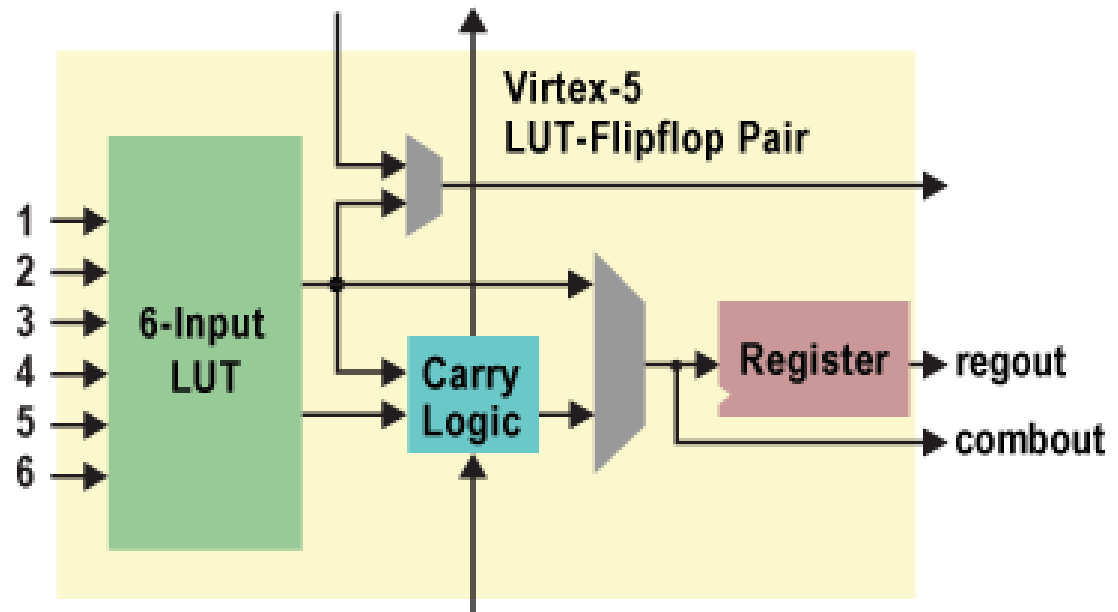 Virtex-5
LUT-Flipflop Pair
1
2
3
4
5
6
6-Input
LUT
Carry
Logic
Register
regout
combout